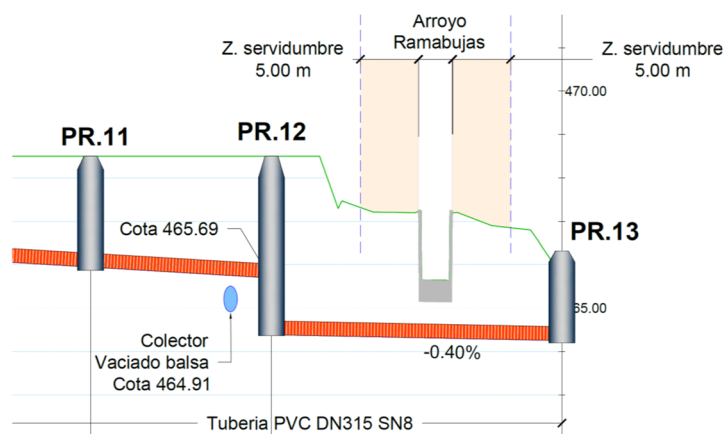 Arroyo
Ramabujas
Z. servidumbre
5.00 m
Z. servidumbre
5.00 m
470.00
PR.11
PR.12
Cota 465.69
PR.13
65.00
Colector
Vaciado balsa
Cota 464.91
-0.40%
Tuberia PVC DN315 SN8